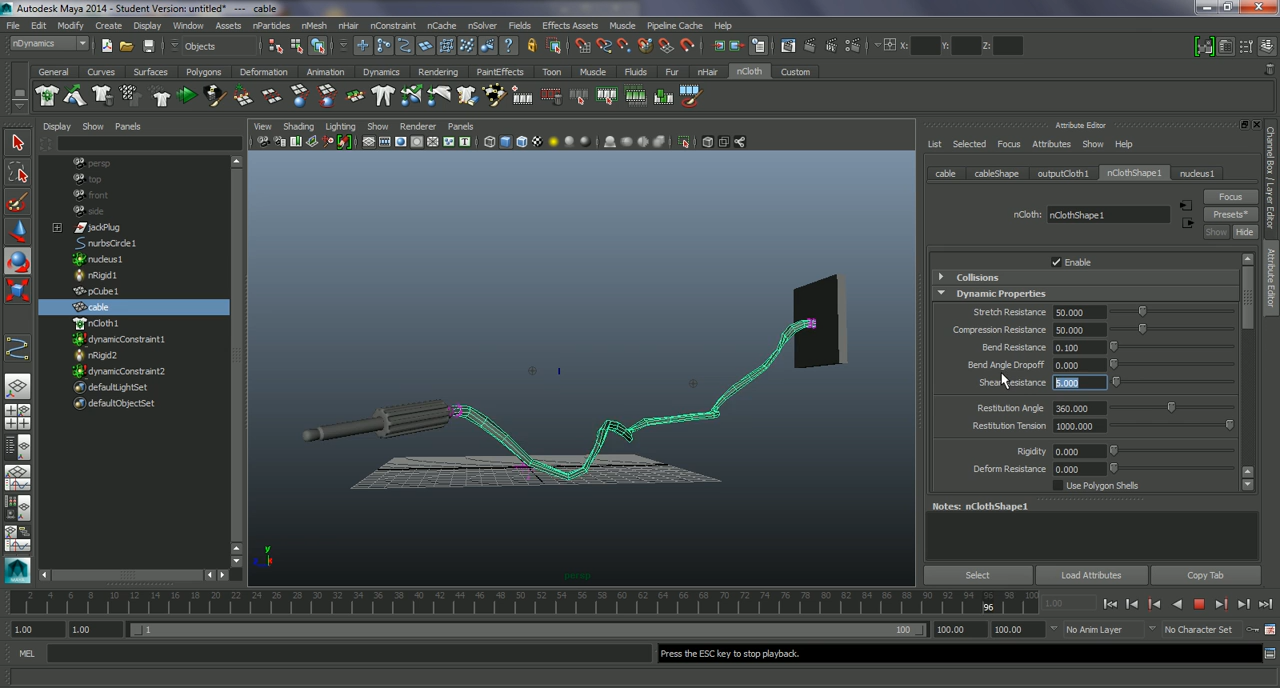 Autodesk Maya 2014 - Student Version: untitled*   ---   cable
File Edit Modify Create Display Window Assets nParticles nMesh nHair nConstraint nCache nSolver Fields Effects Assets Muscle Pipeline Cache Help
nDynamics Objects X: Y: Z:
General Curves Surfaces Polygons Deformation Animation Dynamics Rendering PaintEffects Toon Muscle Fluids Fur nHair nCloth Custom
Display Show Panels
View Shading Lighting Show Renderer Panels
Attribute Editor
List Selected Focus Attributes Show Help
persp
top
front
side
jackPlug
nurbsCircle1
nucleus1
nRigid1
pCube1
cable
nCloth1
dynamicConstraint1
nRigid2
dynamicConstraint2
defaultLightSet
defaultObjectSet
y
persp
cable cableShape outputCloth1 nClothShape1 nucleus1
Focus
nCloth: nClothShape1 Presets*
Show Hide
Enable
Collisions
Dynamic Properties
Stretch Resistance 50.000
Compression Resistance 50.000
Bend Resistance 0.100
Bend Angle Dropoff 0.000
Shear Resistance 5.000
Restitution Angle 360.000
Restitution Tension 1000.000
Rigidity 0.000
Deform Resistance 0.000
Use Polygon Shells
Notes: nClothShape1
Select Load Attributes Copy Tab
Channel Box / Layer Editor
Attribute Editor
2 4 6 8 10 12 14 16 18 20 22 24 26 28 30 32 34 36 38 40 42 44 46 48 50 52 54 56 58 60 62 64 66 68 70 72 74 76 78 80 82 84 86 88 90 92 94 96 98 100
96
1.00
1.00 1.00 1 100 100.00 100.00 No Anim Layer No Character Set
MEL Press the ESC key to stop playback.